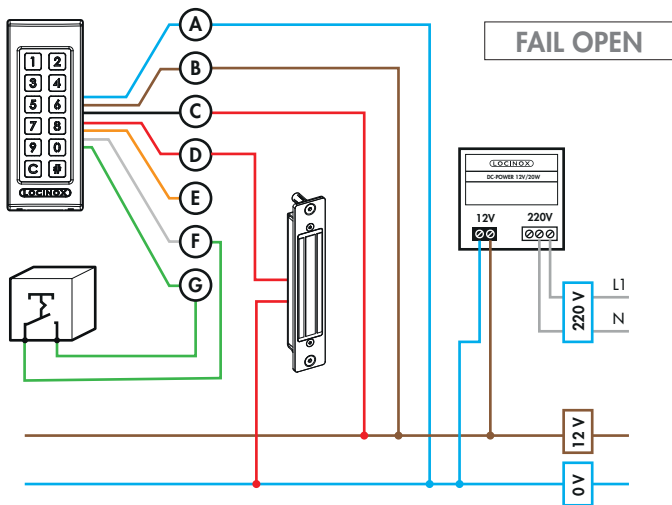 FAIL OPEN
A
B
C
D
E
F
G
1 2
3 4
5 6
7 8
9 0
C #
LOCINOX
LOCINOX
DC-POWER 12V/20W
12V 220V
L1
N
220 V
12 V
0 V